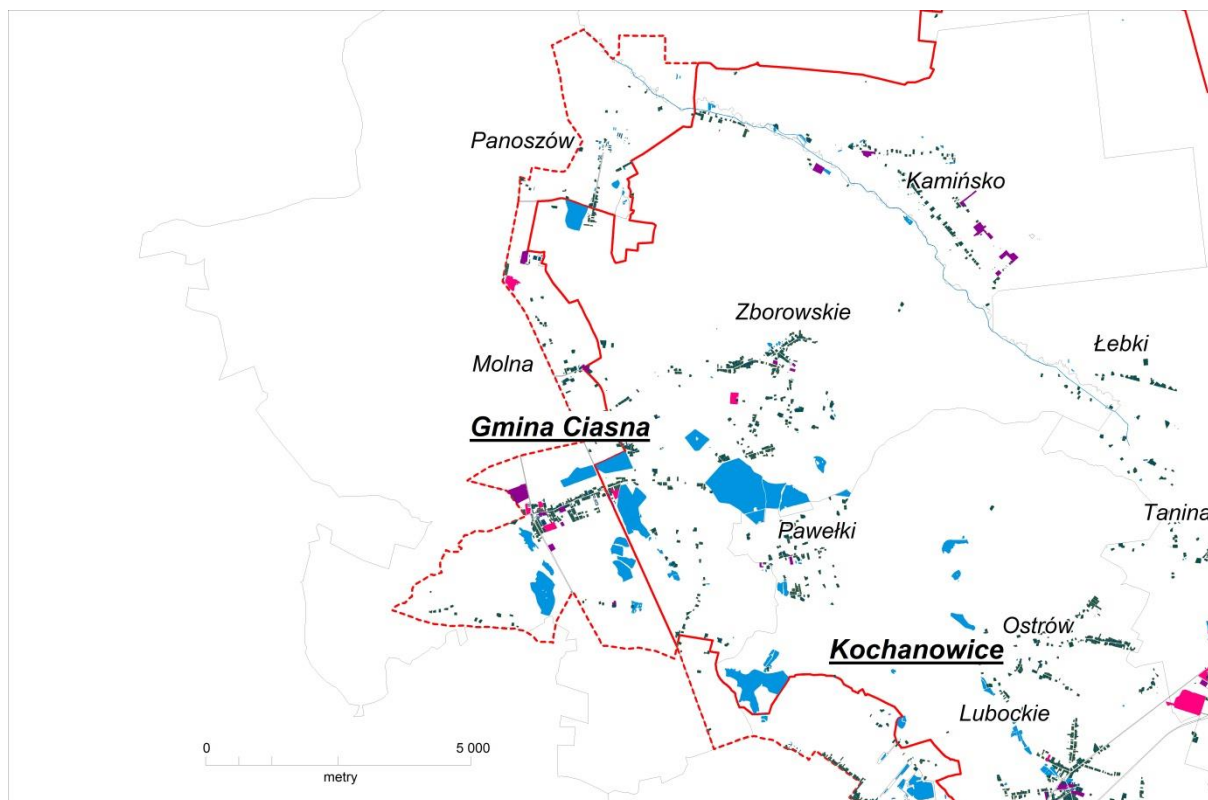 Panoszów
Kamińsko
Zborowskie
Łebki
Molna
Gmina Ciasna
Tanina
Pawełki
Ostrów
Kochanowice
Lubockie
0 5 000
metry